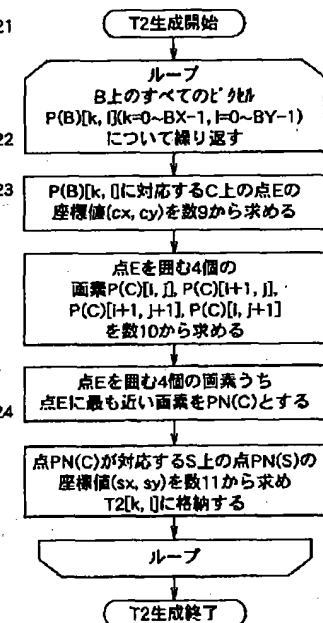 T2生成開始
21
ループ
B上のすべてのピクセル
P(B)[k, l](k=0~BX-1, l=0~BY-1)
について繰り返す
22
23
P(B)[k, l]に対応するC上の点Eの
座標値(cx, cy)を数9から求める
点Eを囲む4個の
画素P(C)[i, j], P(C)[i+1, j],
P(C)[i+1, j+1], P(C)[i, j+1]
を数10から求める
点Eを囲む4個の画素うち
点Eに最も近い画素をPN(C)とする
24
点PN(C)が対応するS上の点PN(S)の
座標値(sx, sy)を数11から求め
T2[k, l]に格納する
ループ
T2生成終了